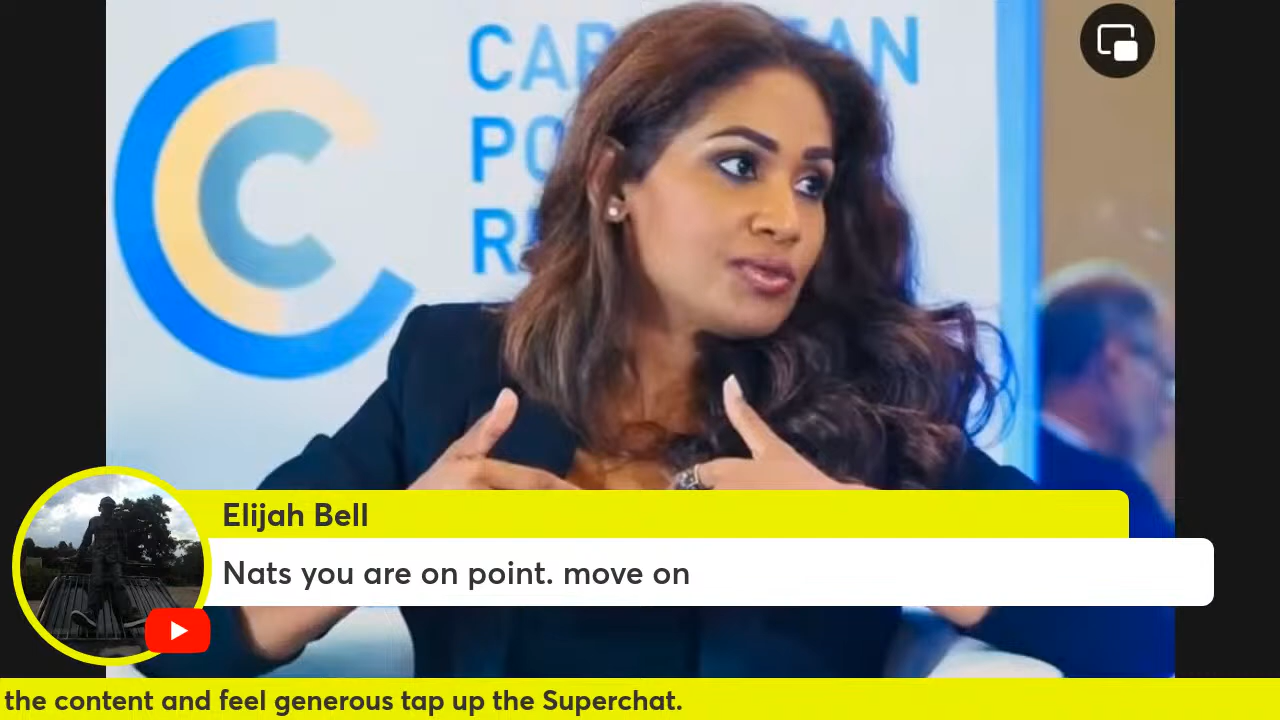 Elijah Bell
Nats you are on point. move on
the content and feel generous tap up the Superchat.